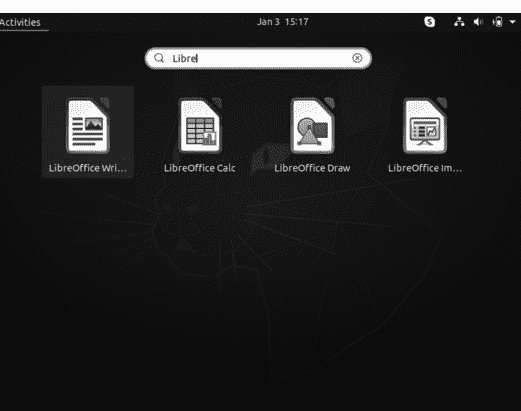 Activities
Jan 3 15:17
Libre
LibreOffice Wri...
LibreOffice Calc
LibreOffice Draw
LibreOffice Im...